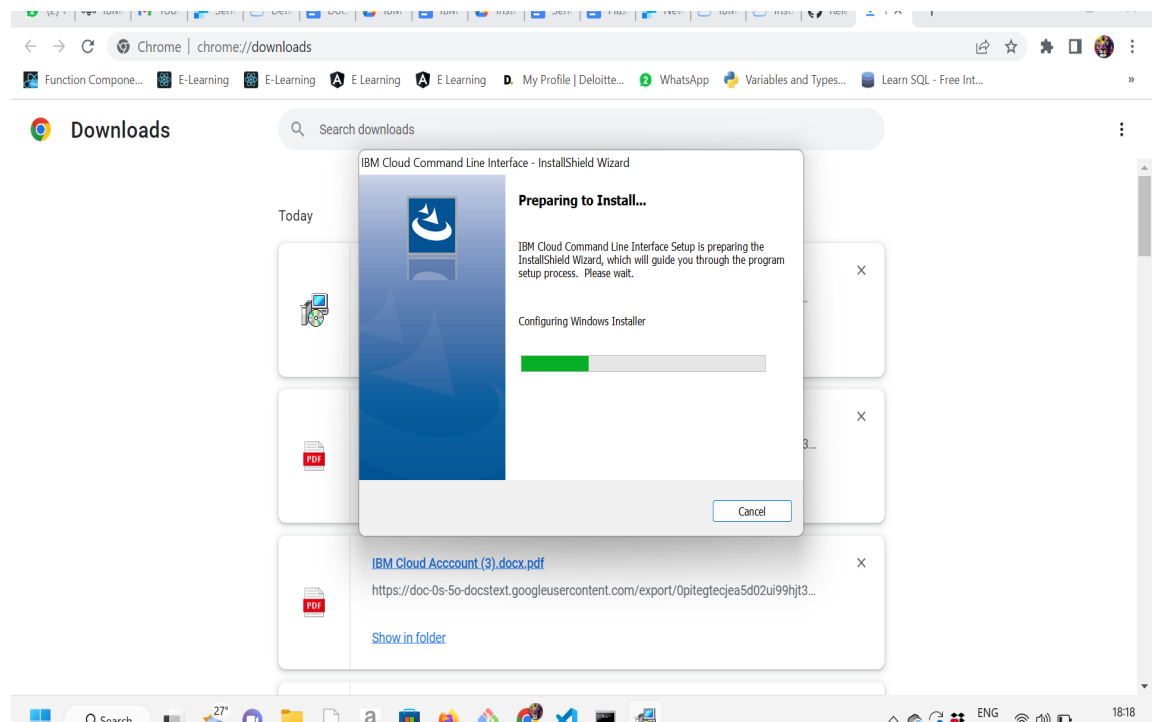 Chrome | chrome://downloads
Function Compone...
E-Learning
E-Learning
E Learning
E Learning
D. My Profile | Deloitte...
2 WhatsApp
Variables and Types...
Learn SQL - Free Int...
»
Downloads
Search downloads
IBM Cloud Command Line Interface - InstallShield Wizard
Preparing to Install...
Today
IBM Cloud Command Line Interface Setup is preparing the
InstallShield Wizard, which will guide you through the program
setup process. Please wait.
Configuring Windows Installer
PDF
3...
Cancel
IBM Cloud Acccount (3).docx.pdf
https://doc-0s-5o-docstext.googleusercontent.com/export/0pitegtecjea5d02ui99hjt3...
PDF
Show in folder
Search
27°
a
ENG
18:18